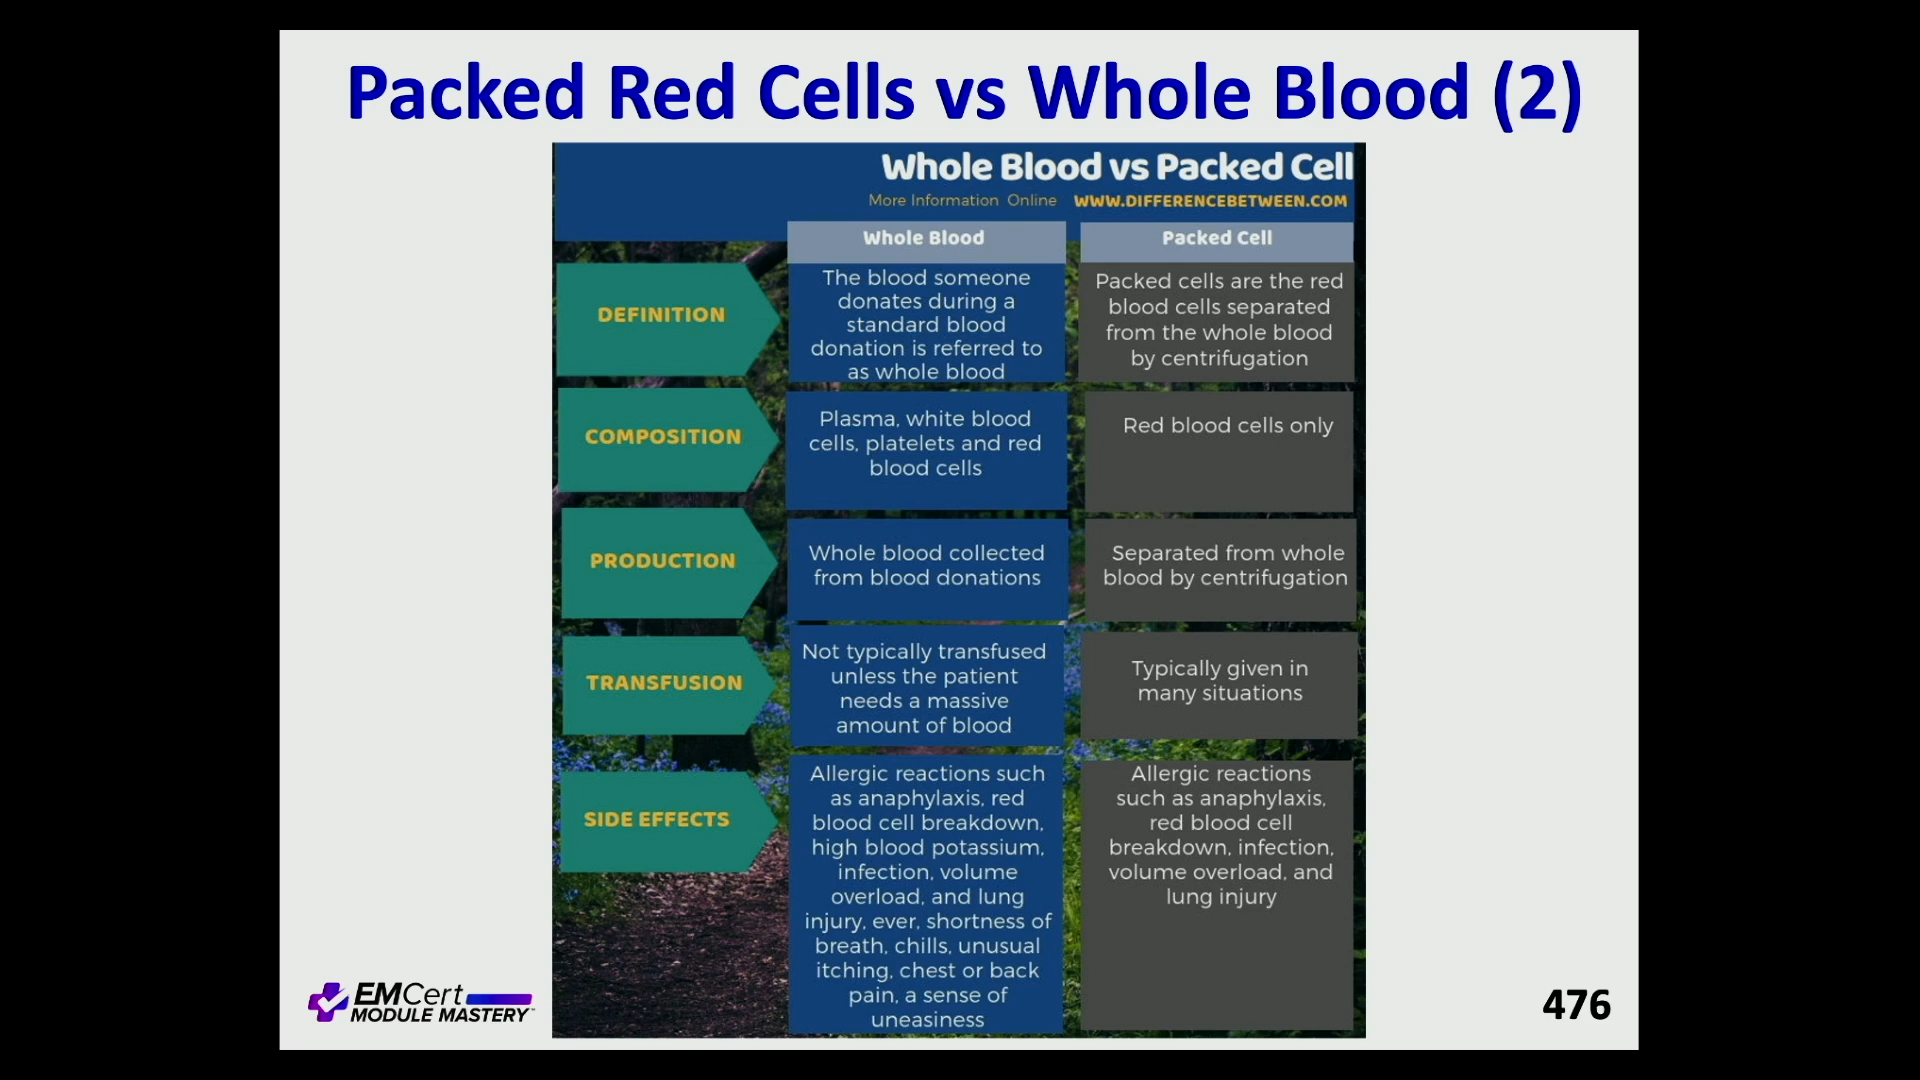 Packed Red Cells vs Whole Blood (2)
Whole Blood vs Packed Cell
More Information Online WWW.DIFFERENCEBETWEEN.COM
Whole Blood
Packed Cell
DEFINITION
The blood someone
donates during a
standard blood
donation is referred to
as whole blood
Packed cells are the red
blood cells separated
from the whole blood
by centrifugation
COMPOSITION
Plasma, white blood
cells, platelets and red
blood cells
Red blood cells only
PRODUCTION
Whole blood collected
from blood donations
Separated from whole
blood by centrifugation
TRANSFUSION
Not typically transfused
unless the patient
needs a massive
amount of blood
Typically given in
many situations
SIDE EFFECTS
Allergic reactions such
as anaphylaxis, red
blood cell breakdown,
high blood potassium,
infection, volume
overload, and lung
injury, ever, shortness of
breath, chills, unusual
itching, chest or back
pain, a sense of
uneasiness
Allergic reactions
such as anaphylaxis,
red blood cell
breakdown, infection,
volume overload, and
lung injury
EMCert
MODULE MASTERY
476